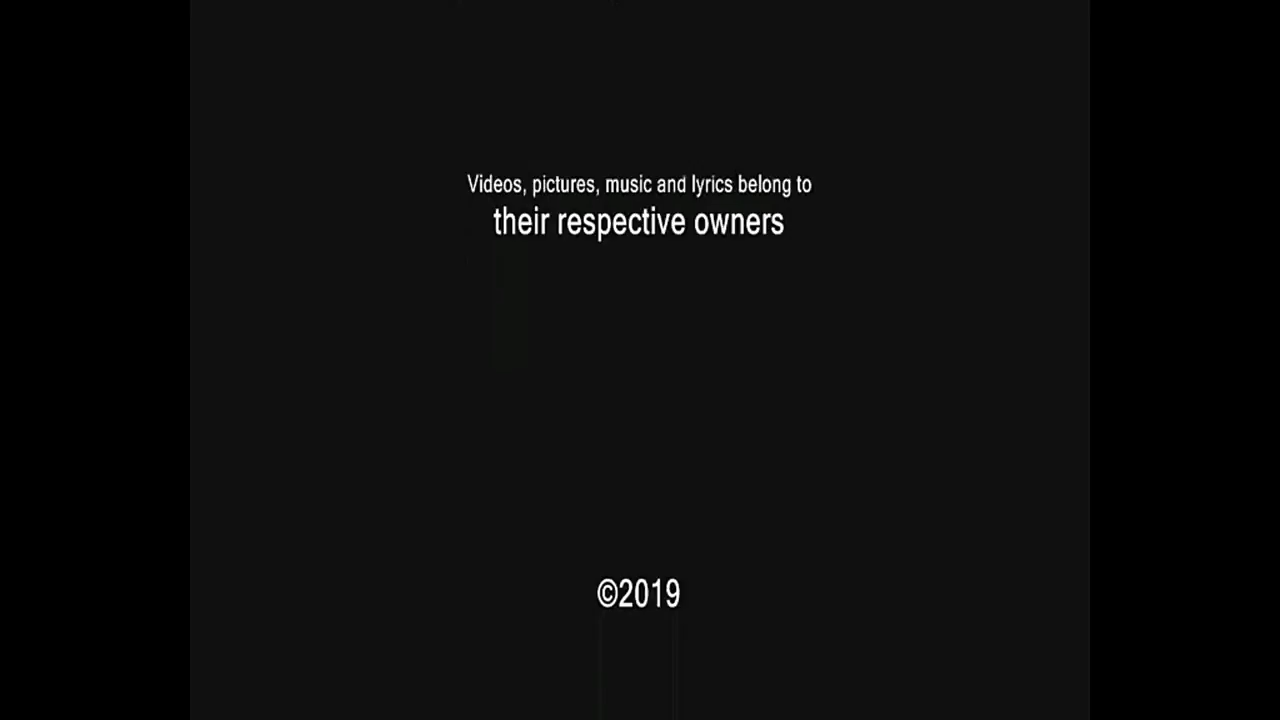 Videos, pictures, music and lyrics belong to
their respective owners
©2019